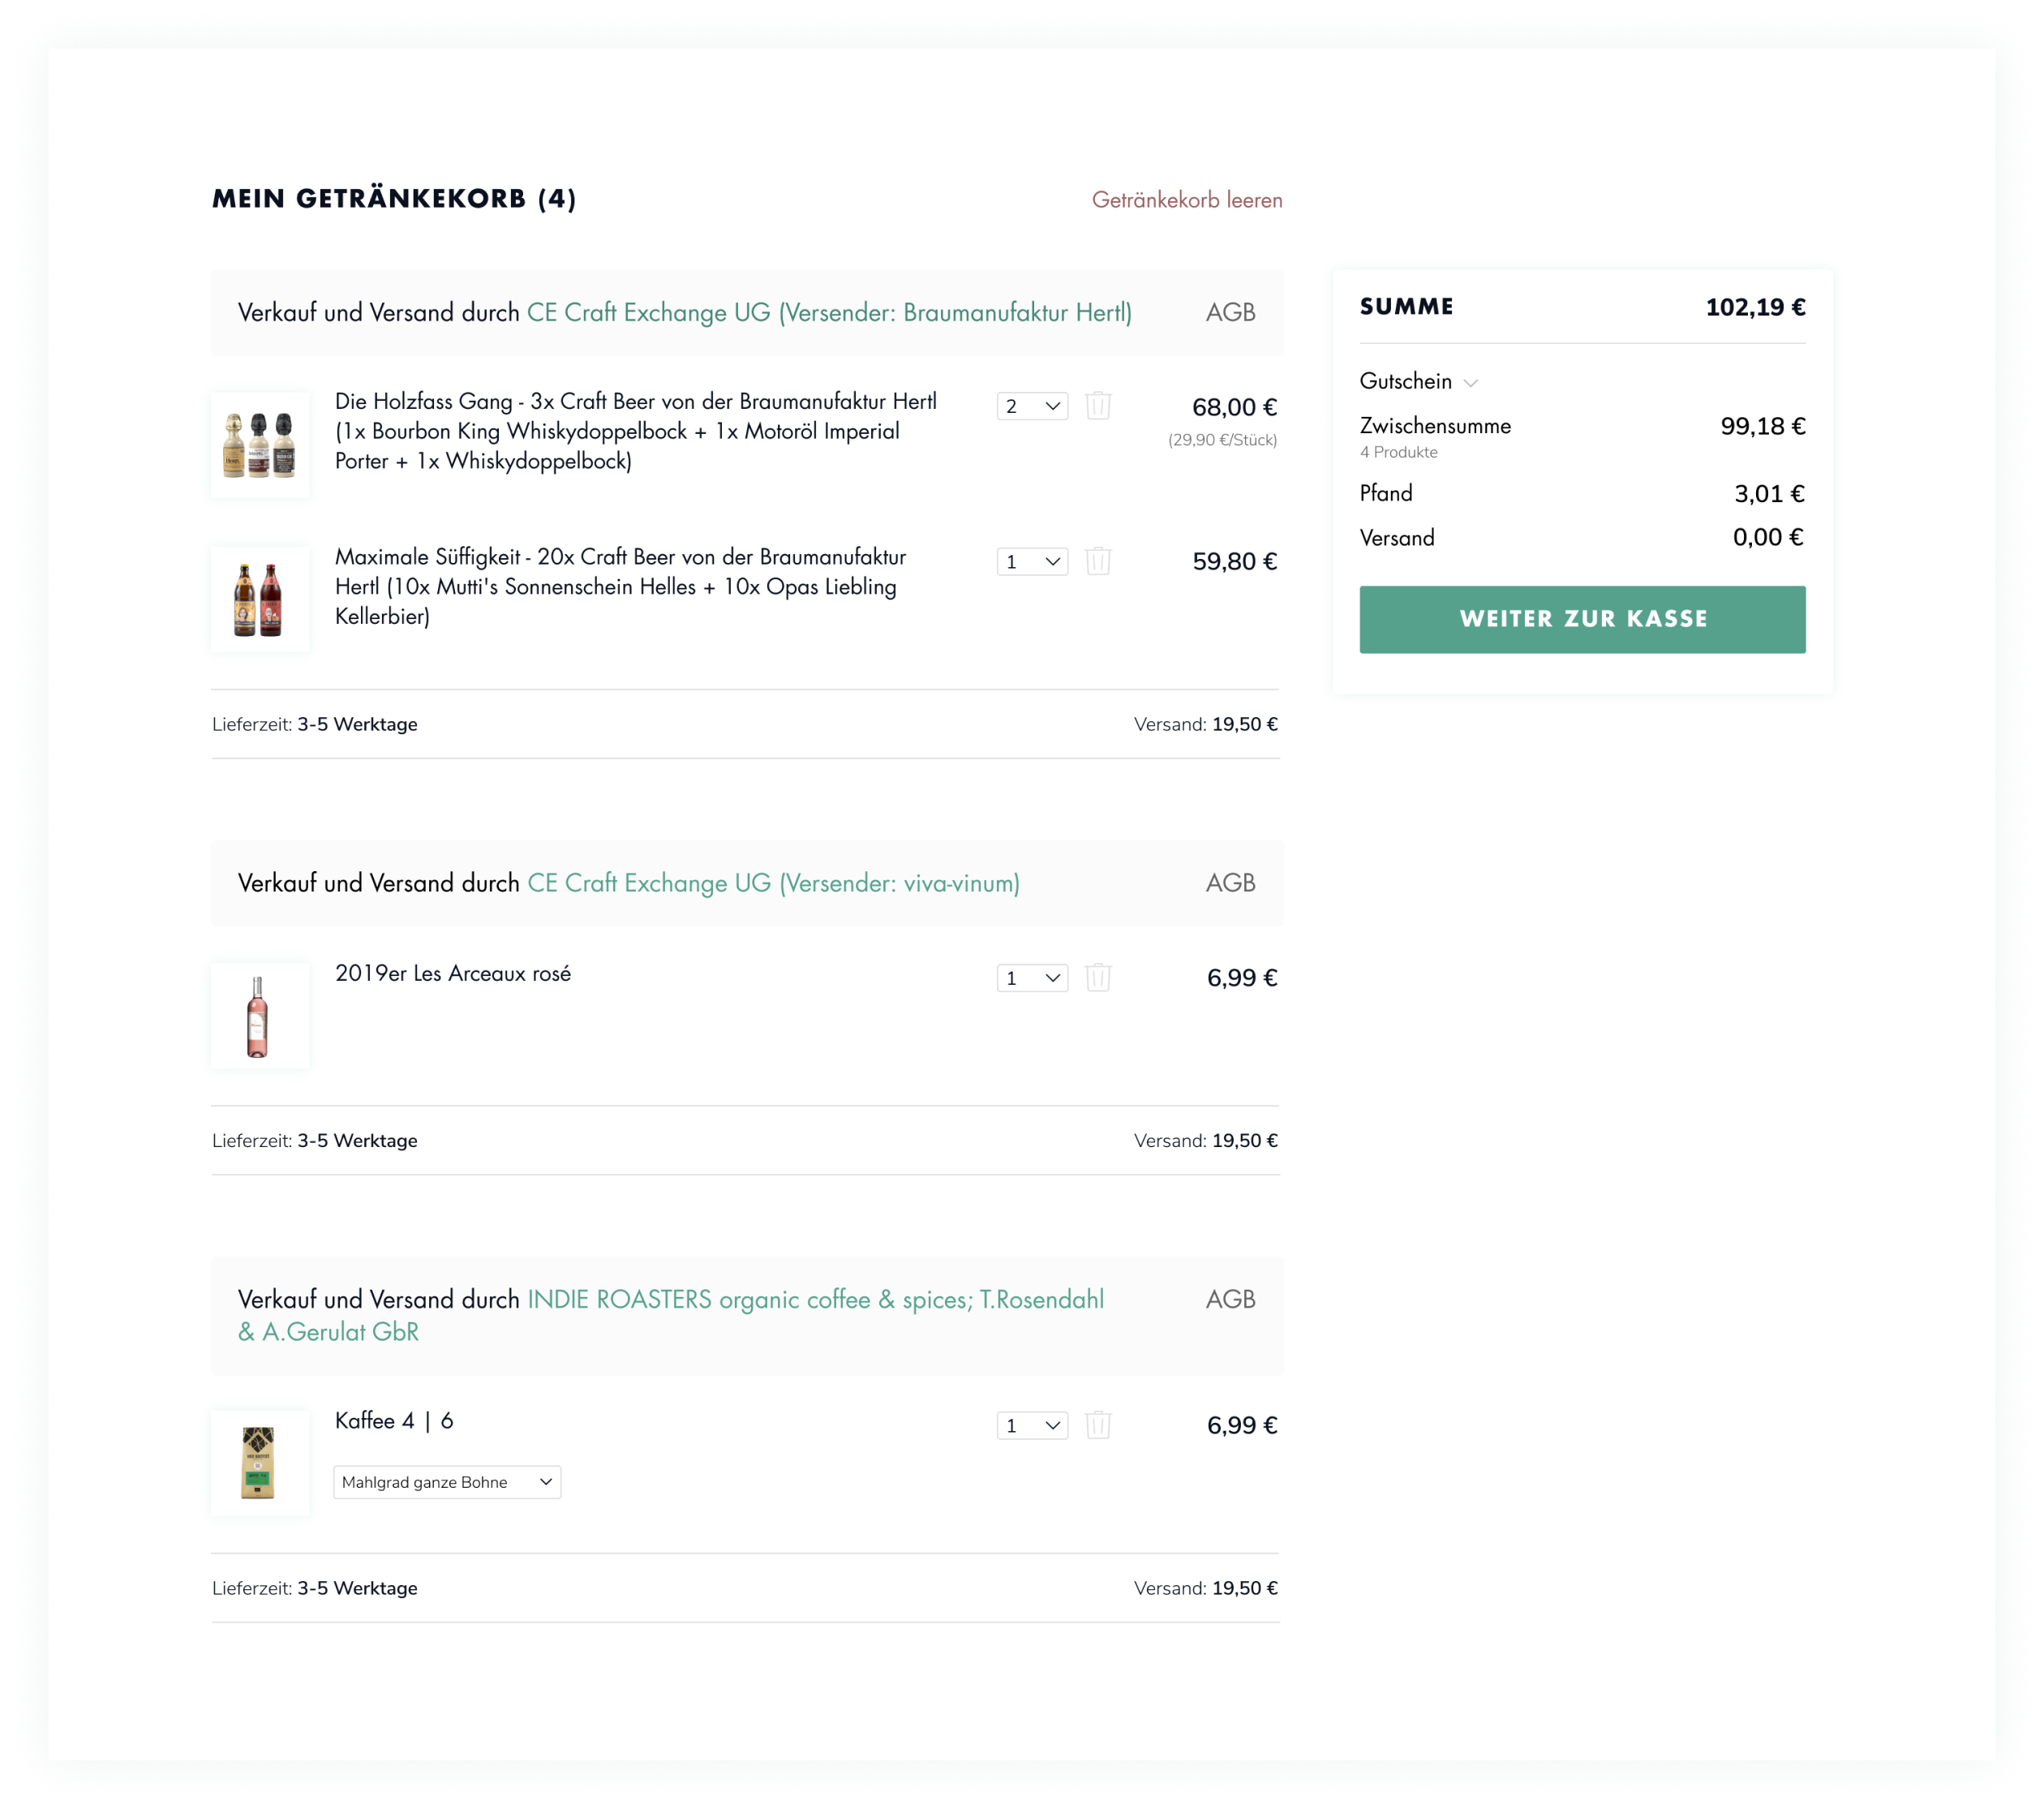 MEIN GETRÄNKEKORB (4)
Getränkekorb leeren
Verkauf und Versand durch CE Craft Exchange UG (Versender: Braumanufaktur Hertl)
AGB
Die Holzfass Gang - 3x Craft Beer von der Braumanufaktur Hertl
(1x Bourbon King Whiskydoppelbock + 1x Motoröl Imperial
Porter + 1x Whiskydoppelbock)
2
68,00 €
(29,90 €/Stück)
Maximale Süffigkeit - 20x Craft Beer von der Braumanufaktur
Hertl (10x Mutti's Sonnenschein Helles + 10x Opas Liebling
Kellerbier)
1
59,80 €
Lieferzeit: 3-5 Werktage
Versand: 19,50 €
Verkauf und Versand durch CE Craft Exchange UG (Versender: viva-vinum)
AGB
2019er Les Arceaux rosé
1
6,99 €
Lieferzeit: 3-5 Werktage
Versand: 19,50 €
Verkauf und Versand durch INDIE ROASTERS organic coffee & spices; T.Rosendahl
& A.Gerulat GbR
AGB
Kaffee 4 | 6
1
6,99 €
Mahlgrad ganze Bohne
Lieferzeit: 3-5 Werktage
Versand: 19,50 €
SUMME
102,19 €
Gutschein
Zwischensumme
99,18 €
4 Produkte
Pfand
3,01 €
Versand
0,00 €
WEITER ZUR KASSE